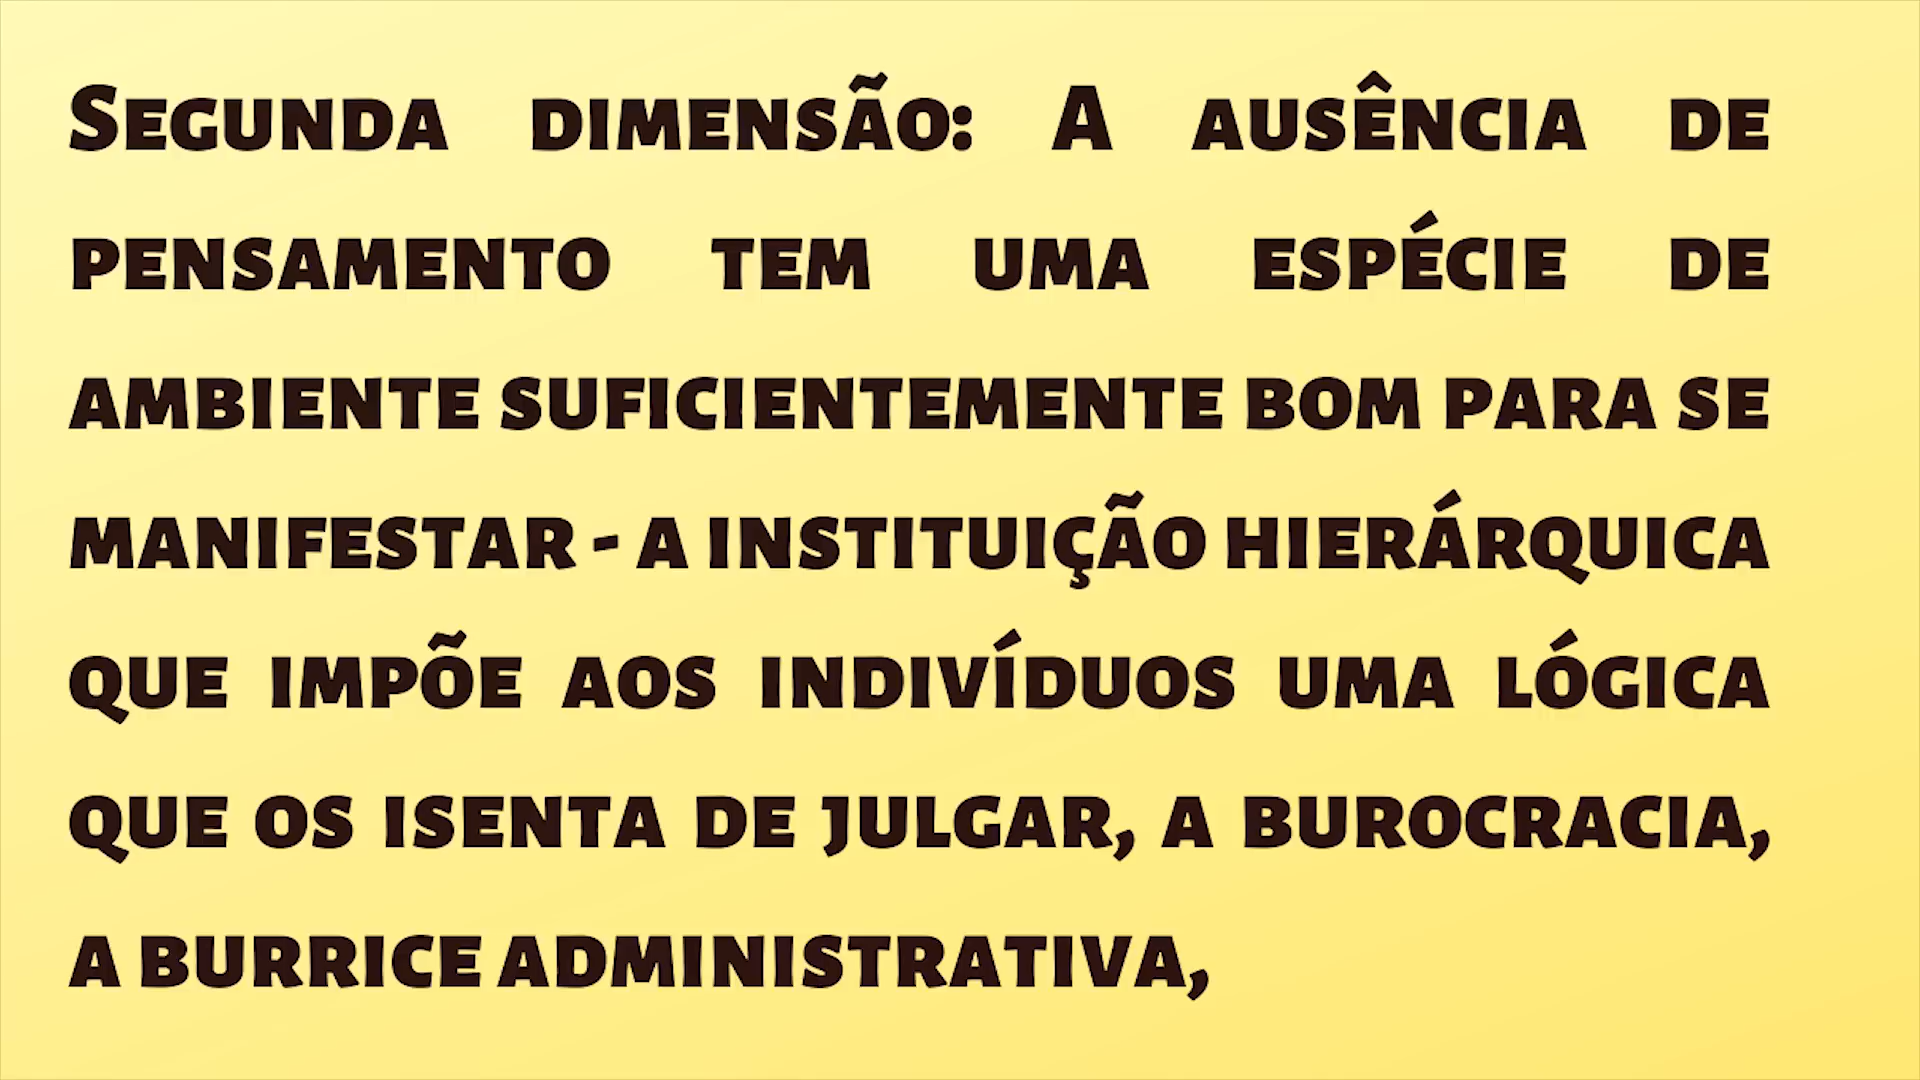 Segunda dimensão: A ausência de
pensamento tem uma espécie de
ambiente suficientemente bom para se
manifestar - a instituição hierárquica
que impõe aos indivíduos uma lógica
que os isenta de julgar, a burocracia,
a burrice administrativa,